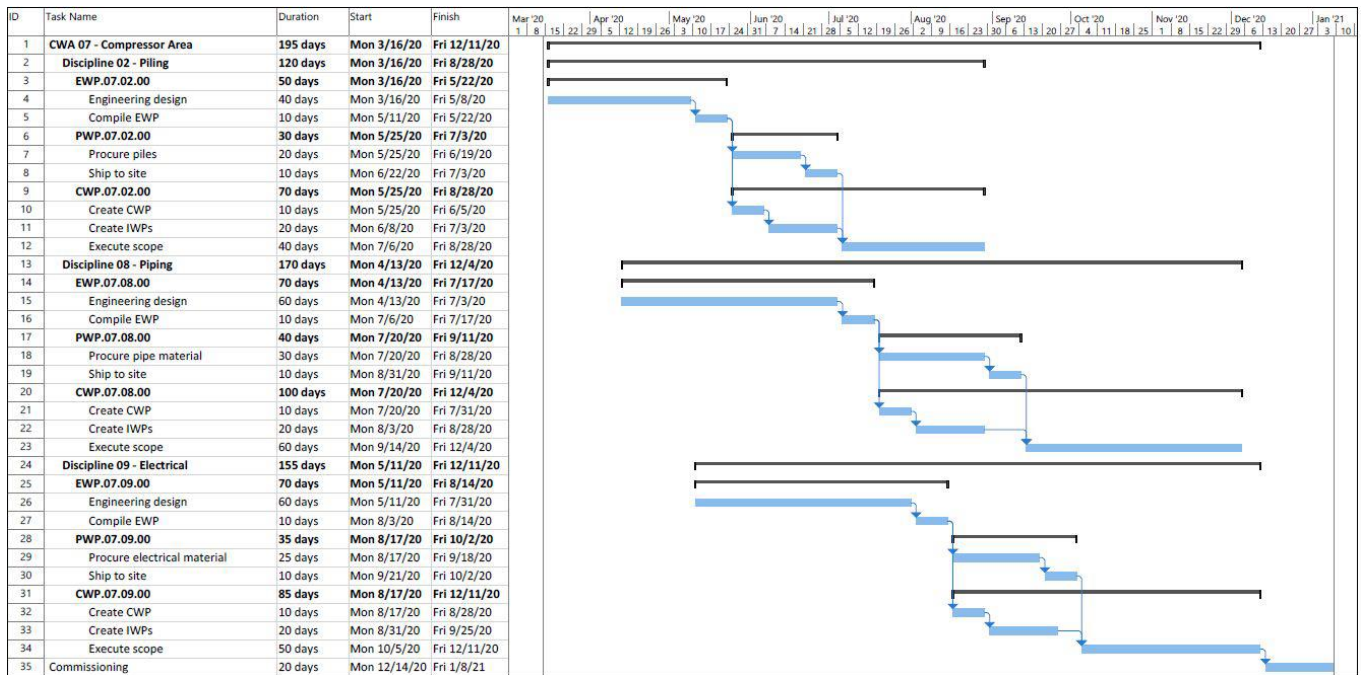 ID Task Name Duration Start Finish Mar '20 Apr '20 May '20 Jun '20 Jul '20 Aug '20 Sep '20 Oct '20 Nov '20 Dec '20 Jan '21
1 8 15 22 29 5 12 19 26 3 10 17 24 31 7 14 21 28 5 12 19 26 2 9 16 23 30 6 13 20 27 4 11 18 25 1 8 15 22 29 6 13 20 27 3 10
1 CWA 07 - Compressor Area 195 days Mon 3/16/20 Fri 12/11/20
2 Discipline 02 - Piling 120 days Mon 3/16/20 Fri 8/28/20
3 EWP.07.02.00 50 days Mon 3/16/20 Fri 5/22/20
4 Engineering design 40 days Mon 3/16/20 Fri 5/8/20
5 Compile EWP 10 days Mon 5/11/20 Fri 5/22/20
6 PWP.07.02.00 30 days Mon 5/25/20 Fri 7/3/20
7 Procure piles 20 days Mon 5/25/20 Fri 6/19/20
8 Ship to site 10 days Mon 6/22/20 Fri 7/3/20
9 CWP.07.02.00 70 days Mon 5/25/20 Fri 8/28/20
10 Create CWP 10 days Mon 5/25/20 Fri 6/5/20
11 Create IWPs 20 days Mon 6/8/20 Fri 7/3/20
12 Execute scope 40 days Mon 7/6/20 Fri 8/28/20
13 Discipline 08 - Piping 170 days Mon 4/13/20 Fri 12/4/20
14 EWP.07.08.00 70 days Mon 4/13/20 Fri 7/17/20
15 Engineering design 60 days Mon 4/13/20 Fri 7/3/20
16 Compile EWP 10 days Mon 7/6/20 Fri 7/17/20
17 PWP.07.08.00 40 days Mon 7/20/20 Fri 9/11/20
18 Procure pipe material 30 days Mon 7/20/20 Fri 8/28/20
19 Ship to site 10 days Mon 8/31/20 Fri 9/11/20
20 CWP.07.08.00 100 days Mon 7/20/20 Fri 12/4/20
21 Create CWP 10 days Mon 7/20/20 Fri 7/31/20
22 Create IWPs 20 days Mon 8/3/20 Fri 8/28/20
23 Execute scope 60 days Mon 9/14/20 Fri 12/4/20
24 Discipline 09 - Electrical 155 days Mon 5/11/20 Fri 12/11/20
25 EWP.07.09.00 70 days Mon 5/11/20 Fri 8/14/20
26 Engineering design 60 days Mon 5/11/20 Fri 7/31/20
27 Compile EWP 10 days Mon 8/3/20 Fri 8/14/20
28 PWP.07.09.00 35 days Mon 8/17/20 Fri 10/2/20
29 Procure electrical material 25 days Mon 8/17/20 Fri 9/18/20
30 Ship to site 10 days Mon 9/21/20 Fri 10/2/20
31 CWP.07.09.00 85 days Mon 8/17/20 Fri 12/11/20
32 Create CWP 10 days Mon 8/17/20 Fri 8/28/20
33 Create IWPs 20 days Mon 8/31/20 Fri 9/25/20
34 Execute scope 50 days Mon 10/5/20 Fri 12/11/20
35 Commissioning 20 days Mon 12/14/20 Fri 1/8/21